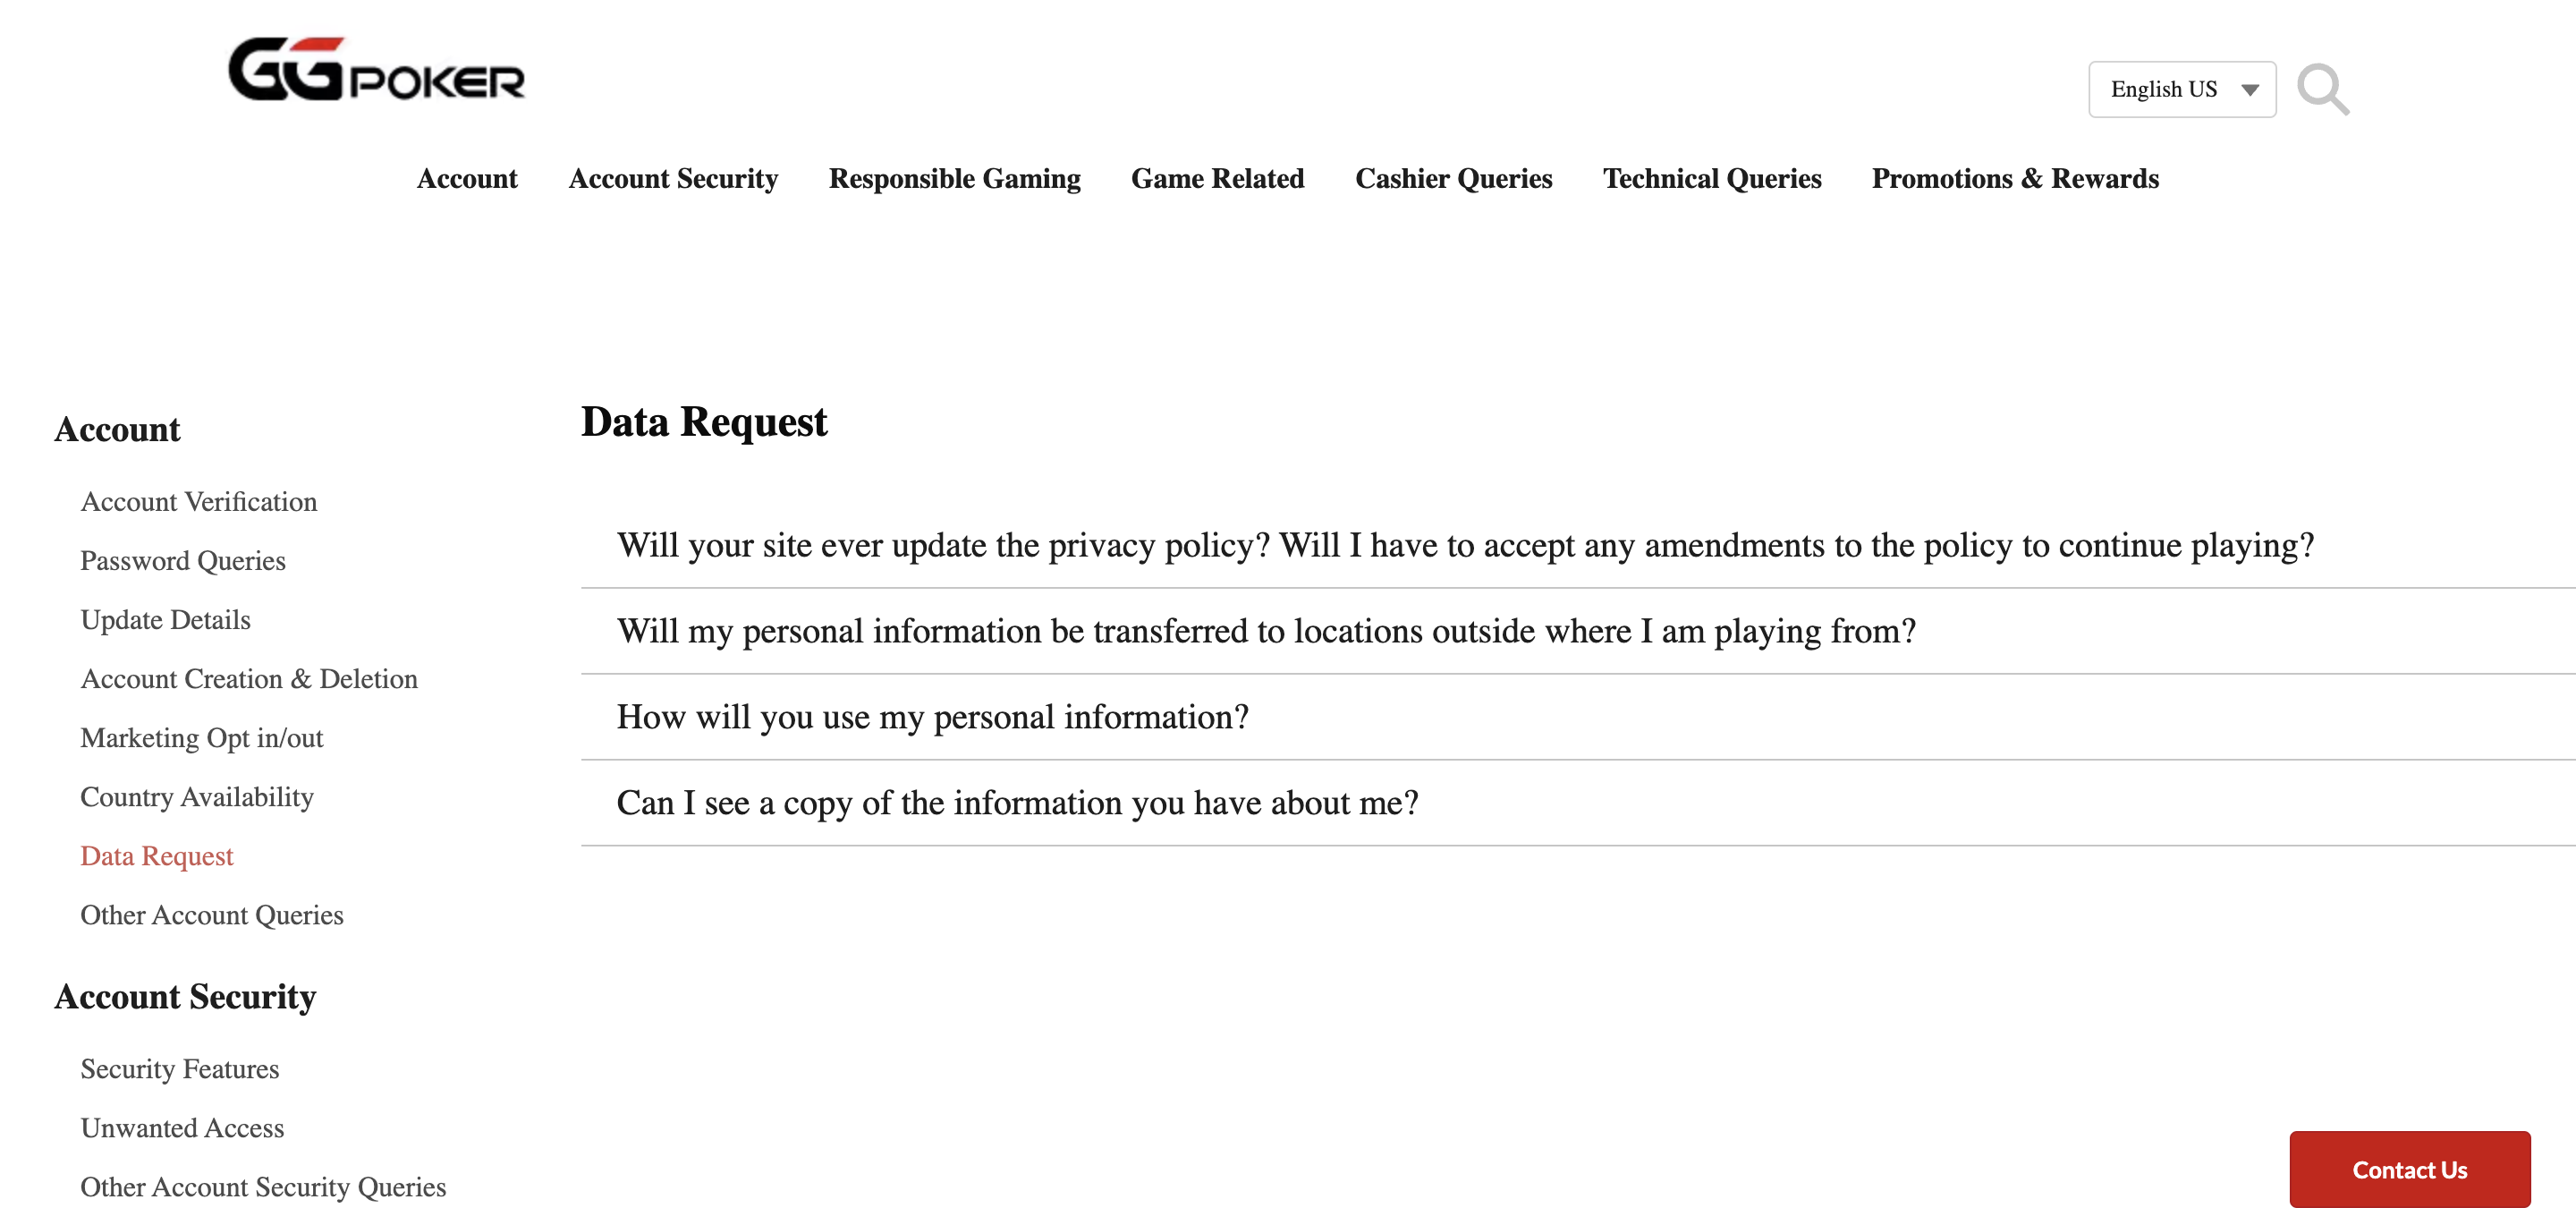 GGPOKER
English US
Account Account Security Responsible Gaming Game Related Cashier Queries Technical Queries Promotions & Rewards
Account
Account Verification
Password Queries
Update Details
Account Creation & Deletion
Marketing Opt in/out
Country Availability
Data Request
Other Account Queries
Account Security
Security Features
Unwanted Access
Other Account Security Queries
Data Request
Will your site ever update the privacy policy? Will I have to accept any amendments to the policy to continue playing?
Will my personal information be transferred to locations outside where I am playing from?
How will you use my personal information?
Can I see a copy of the information you have about me?
Contact Us